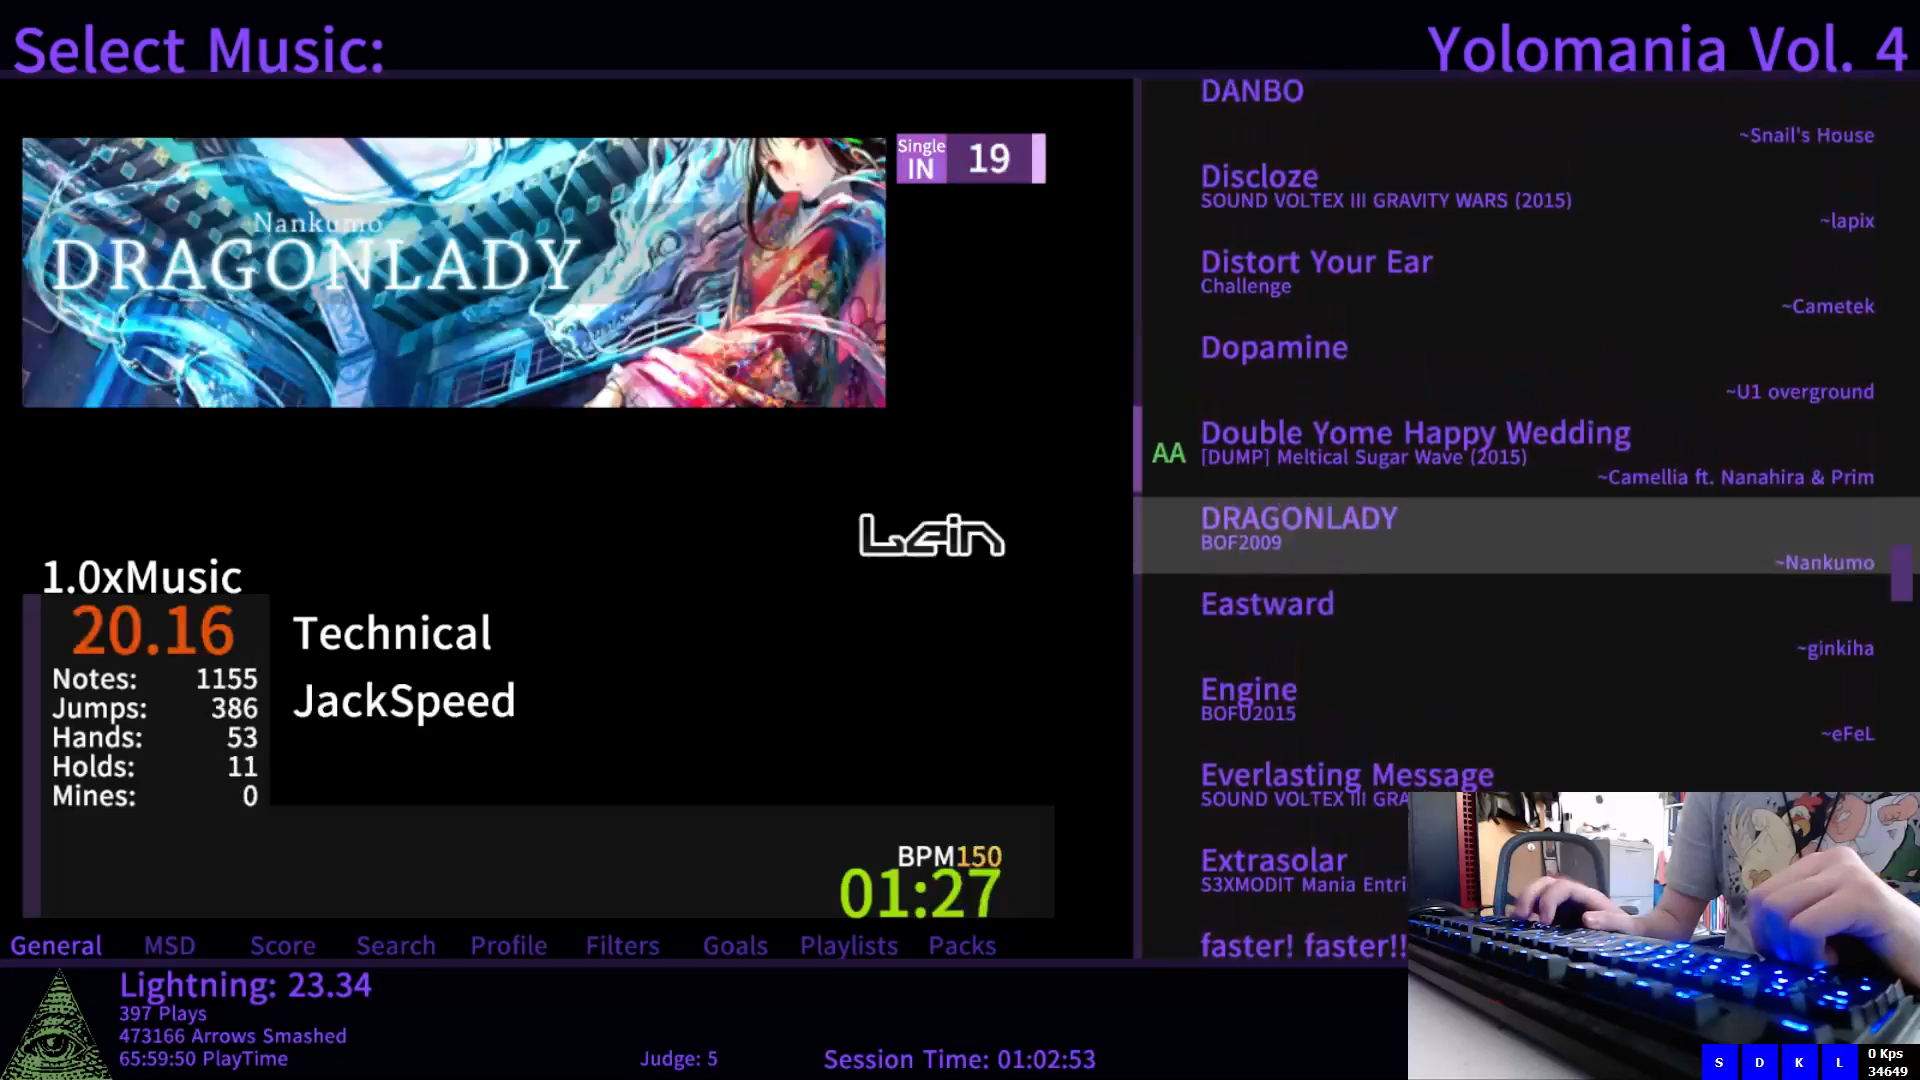 Select Music:
Yolomania Vol. 4
Nankumo
DRAGONLADY
Single
IN
19
Lain
1.0xMusic
20.16
Notes: 1155
Jumps: 386
Hands: 53
Holds: 11
Mines: 0
Technical
JackSpeed
BPM150
01:27
DANBO
~Snail's House
Discloze
SOUND VOLTEX III GRAVITY WARS (2015)
~lapix
Distort Your Ear
Challenge
~Cametek
Dopamine
~U1 overground
AA
Double Yome Happy Wedding
[DUMP] Meltical Sugar Wave (2015)
~Camellia ft. Nanahira & Prim
DRAGONLADY
BOF2009
~Nankumo
Eastward
~ginkiha
Engine
BOFU2015
~eFeL
Everlasting Message
SOUND VOLTEX III GRA
Extrasolar
S3XMODIT Mania Entri
faster! faster!!
General MSD Score Search Profile Filters Goals Playlists Packs
Lightning: 23.34
397 Plays
473166 Arrows Smashed
65:59:50 PlayTime
Judge: 5
Session Time: 01:02:53
S D K L
0 Kps
34649